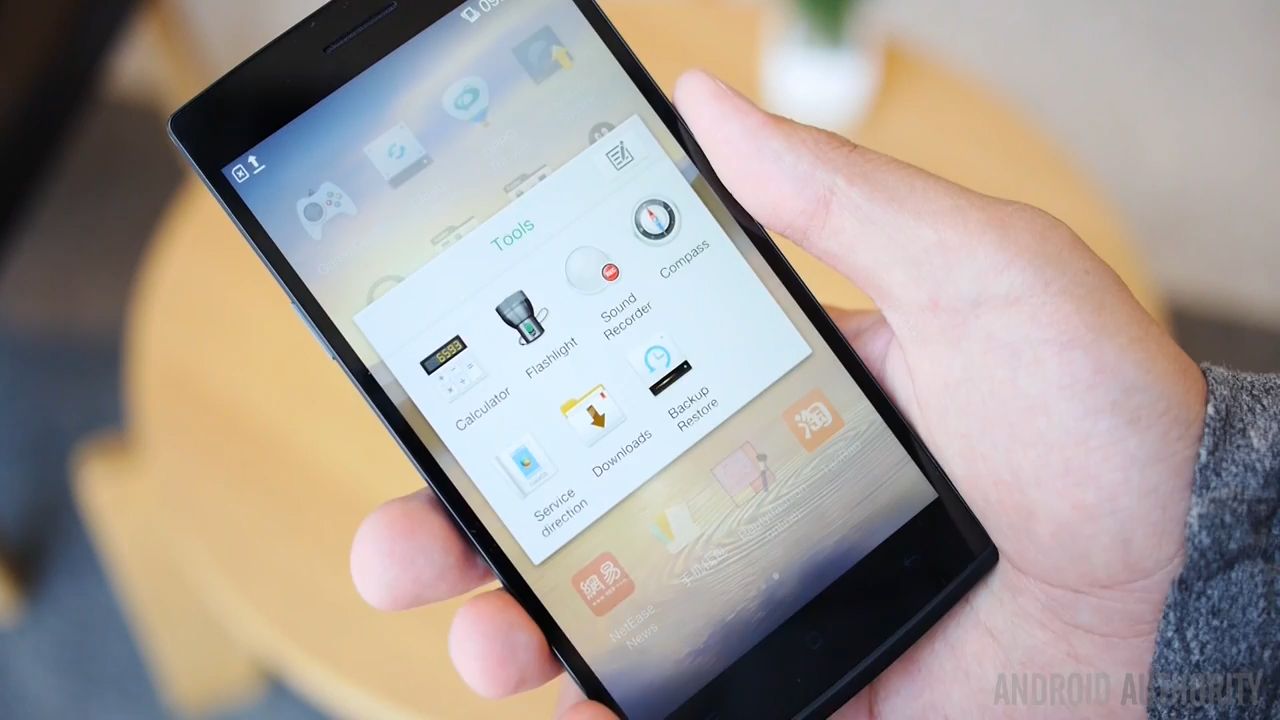 09
Tools
6593
Calculator
Flashlight
Sound
Recorder
Compass
Service
direction
Downloads
Backup
Restore
網易
NetEase
News
淘
ANDROID AUTHORITY